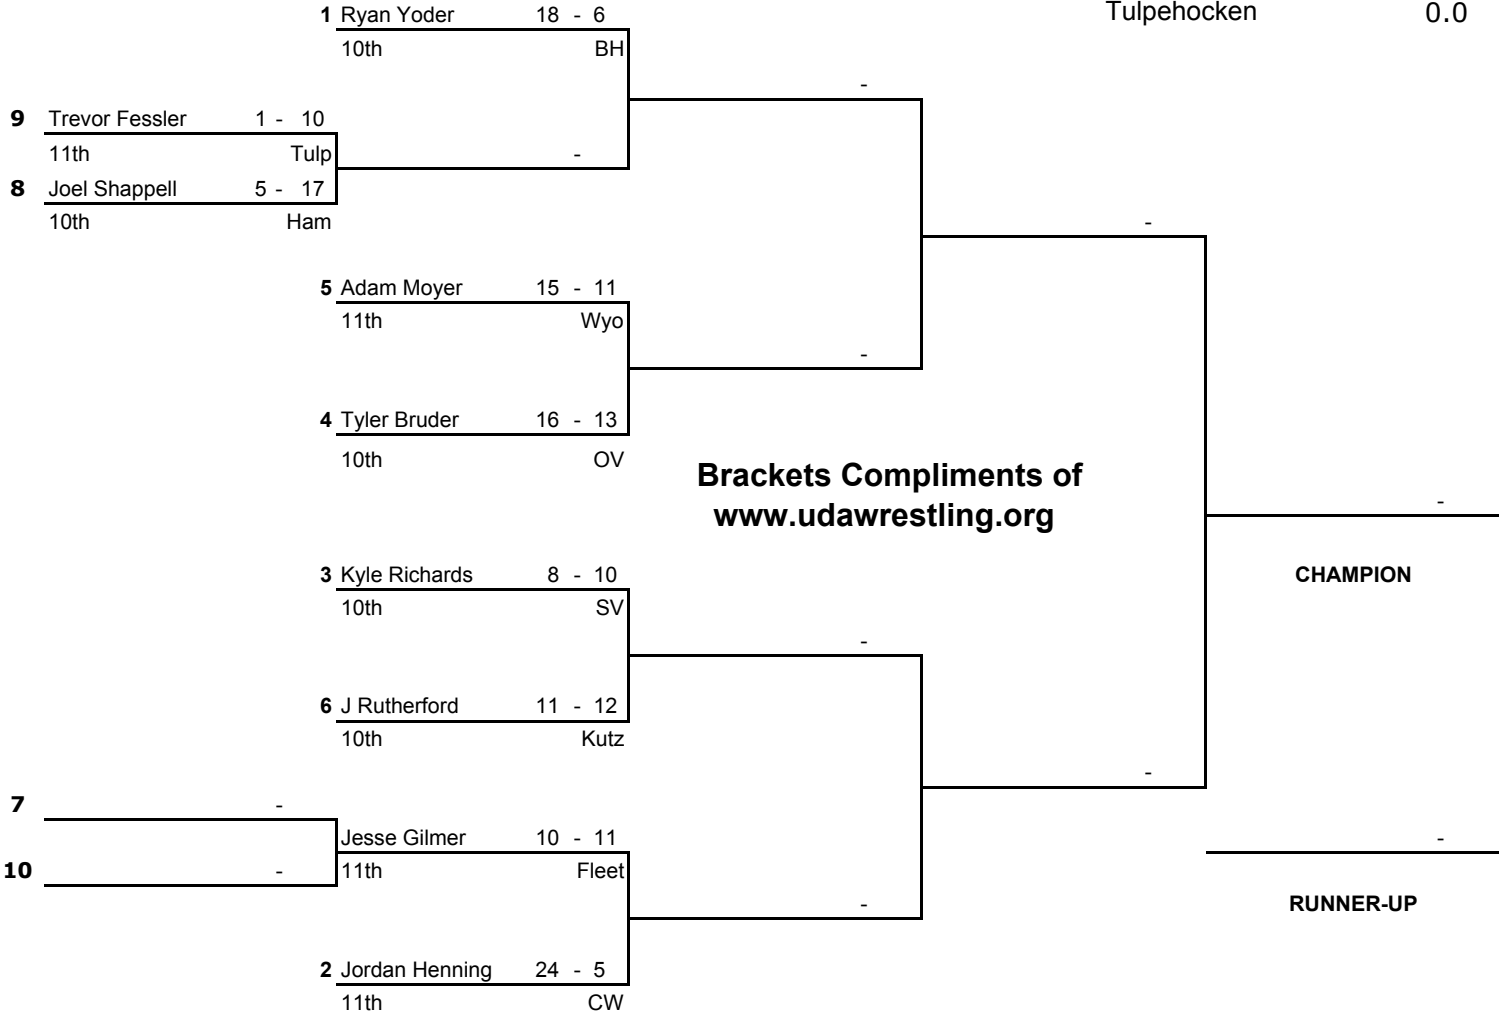 Tulpehocken 0.0
1 Ryan Yoder 18 - 6
10th BH
-
9 Trevor Fessler 1 - 10
11th Tulp -
8 Joel Shappell 5 - 17
10th Ham
-
5 Adam Moyer 15 - 11
11th Wyo
-
4 Tyler Bruder 16 - 13
10th OV
Brackets Compliments of
www.udawrestling.org
-
3 Kyle Richards 8 - 10
CHAMPION
10th SV
-
6 J Rutherford 11 - 12
10th Kutz
-
7 -
Jesse Gilmer 10 - 11
-
10 -
11th Fleet
-
RUNNER-UP
2 Jordan Henning 24 - 5
11th CW